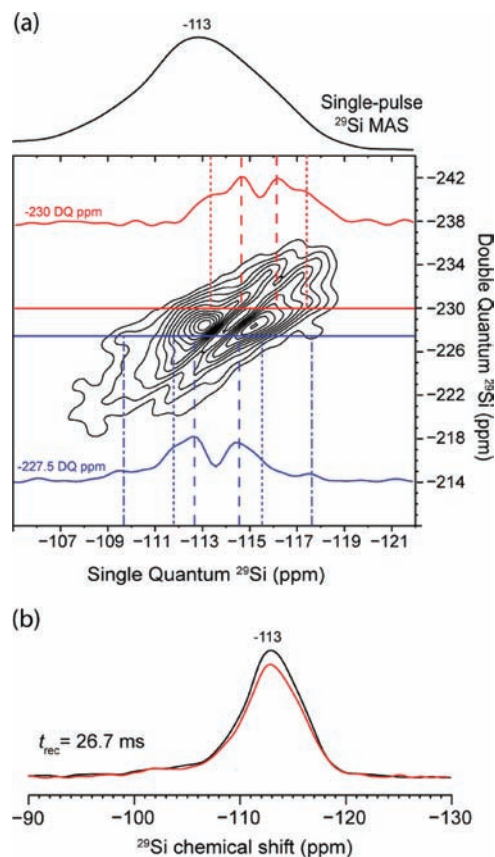 (a)
-113
Single-pulse
²⁹Si MAS
-230 DQ ppm
-227.5 DQ ppm
−242
−238
−234
−230
−226
−222
−218
−214
Double Quantum ²⁹Si (ppm)
−107 −109 −111 −113 −115 −117 −119 −121
Single Quantum ²⁹Si (ppm)
(b)
-113
t_rec = 26.7 ms
−90 −100 −110 −120 −130
²⁹Si chemical shift (ppm)